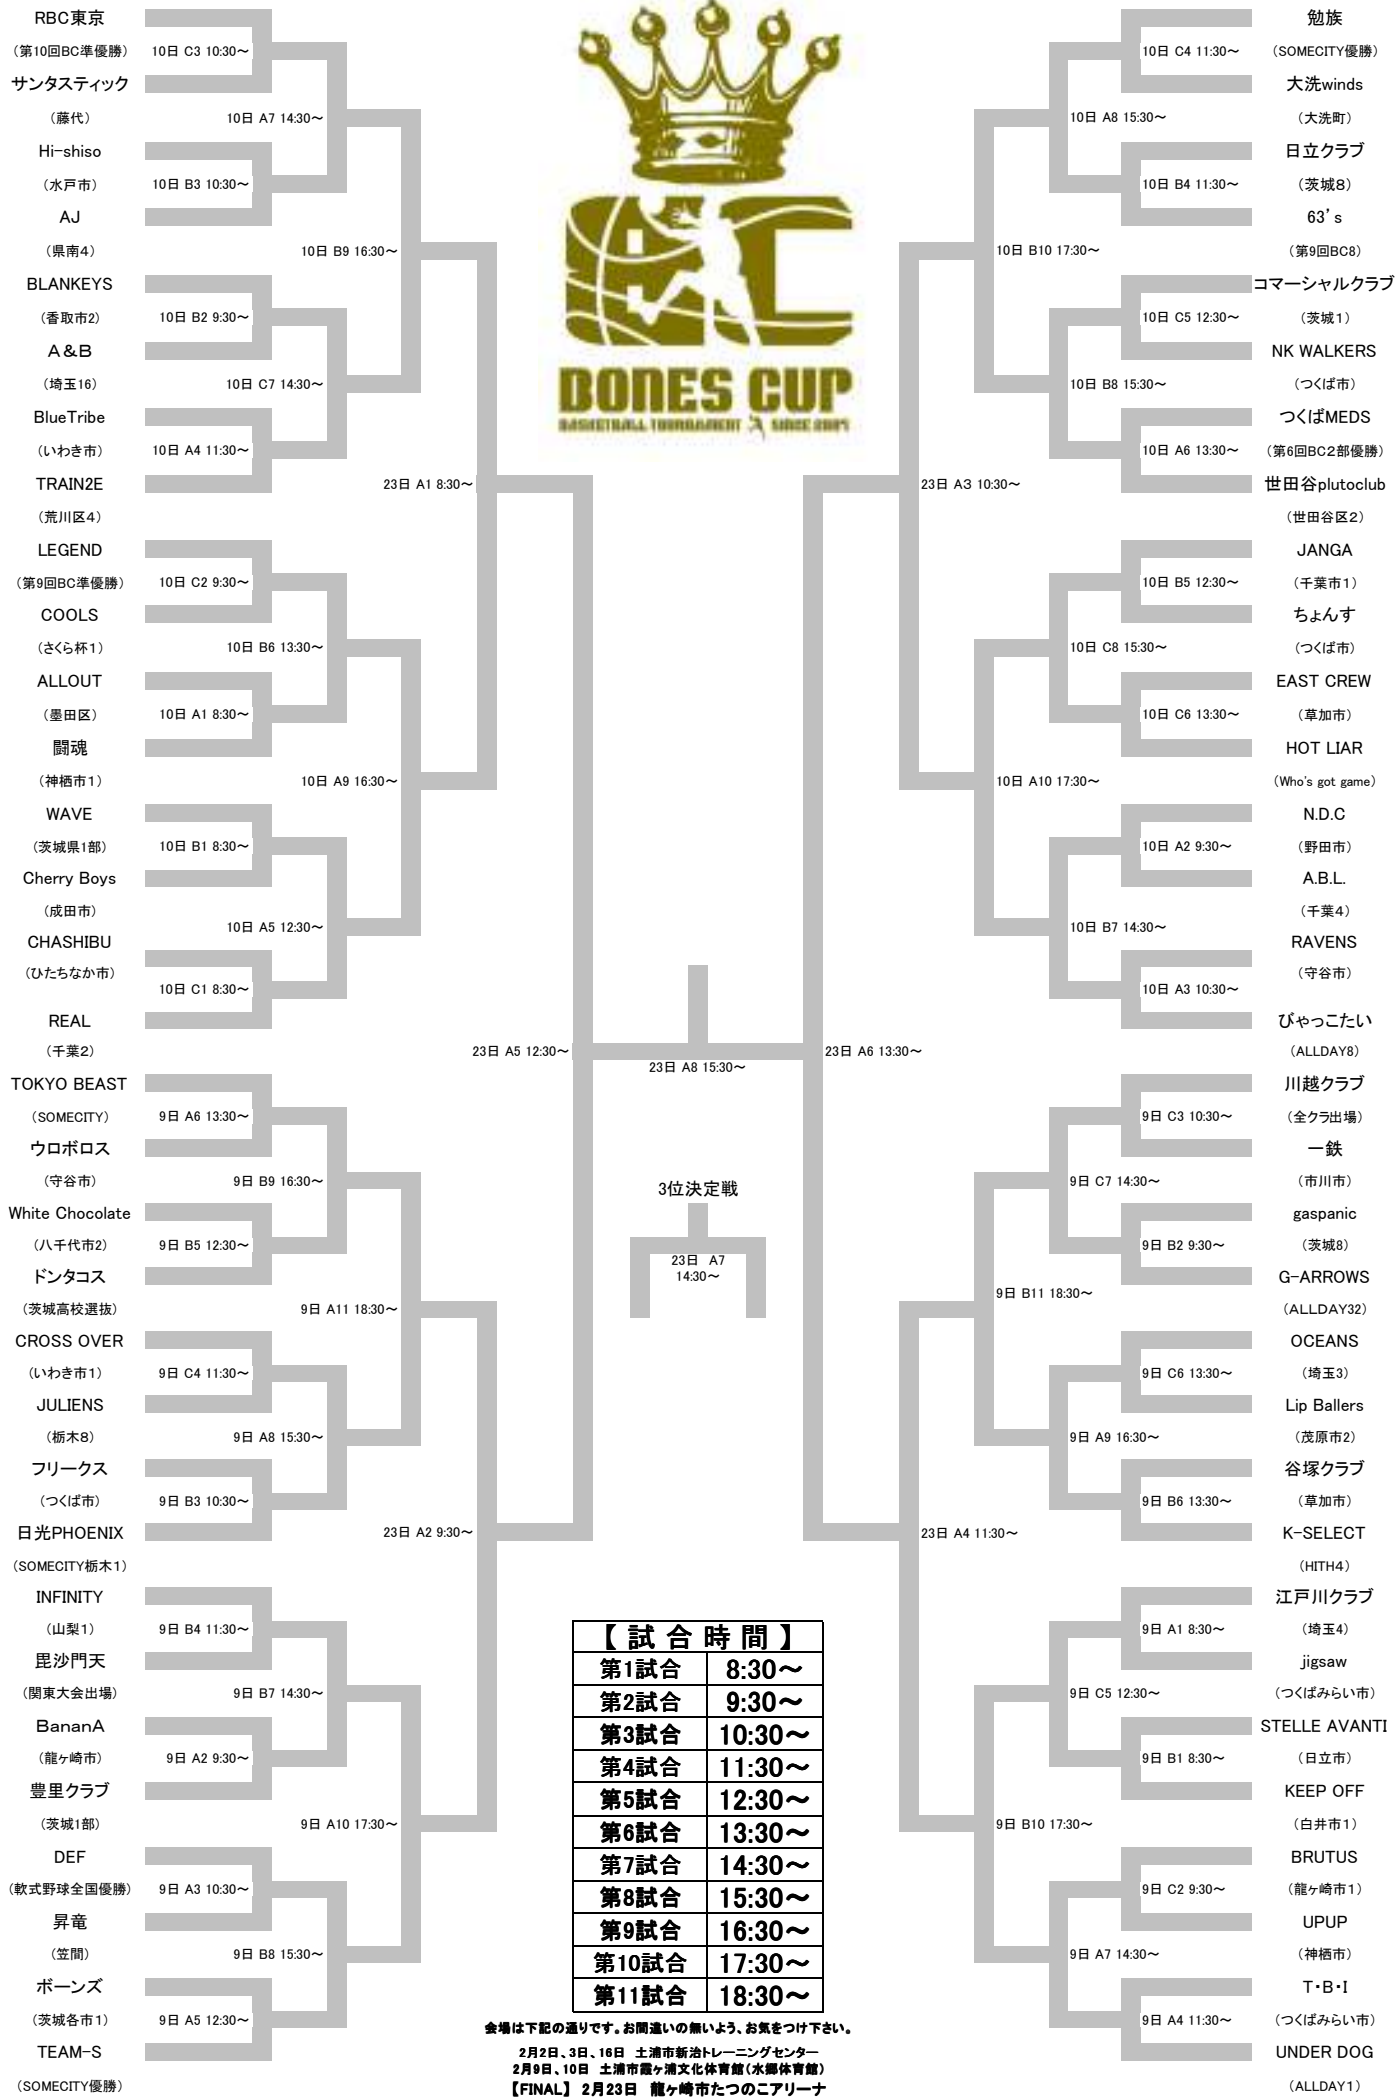 RBC東京
（第10回BC準優勝）
10日 C3 10:30～
サンタスティック
（藤代）
10日 A7 14:30～
Hi-shiso
（水戸市）
10日 B3 10:30～
AJ
（県南4）
10日 B9 16:30～
BLANKEYS
（香取市2）
10日 B2 9:30～
A＆B
（埼玉16）
10日 C7 14:30～
BlueTribe
（いわき市）
10日 A4 11:30～
TRAIN2E
（荒川区4）
23日 A1 8:30～
LEGEND
（第9回BC準優勝）
10日 C2 9:30～
COOLS
（さくら杯1）
10日 B6 13:30～
ALLOUT
（墨田区）
10日 A1 8:30～
闘魂
（神栖市1）
10日 A9 16:30～
WAVE
（茨城県1部）
10日 B1 8:30～
Cherry Boys
（成田市）
10日 A5 12:30～
CHASHIBU
（ひたちなか市）
10日 C1 8:30～
REAL
（千葉2）
23日 A5 12:30～
TOKYO BEAST
（SOMECITY）
9日 A6 13:30～
ウロボロス
（守谷市）
9日 B9 16:30～
White Chocolate
（八千代市2）
9日 B5 12:30～
ドンタコス
（茨城高校選抜）
9日 A11 18:30～
CROSS OVER
（いわき市1）
9日 C4 11:30～
JULIENS
（栃木8）
9日 A8 15:30～
フリークス
（つくば市）
9日 B3 10:30～
日光PHOENIX
（SOMECITY栃木1）
23日 A2 9:30～
INFINITY
（山梨1）
9日 B4 11:30～
毘沙門天
（関東大会出場）
9日 B7 14:30～
BananA
（龍ヶ崎市）
9日 A2 9:30～
豊里クラブ
（茨城1部）
9日 A10 17:30～
DEF
（軟式野球全国優勝）
9日 A3 10:30～
昇竜
（笠間）
9日 B8 15:30～
ボーンズ
（茨城各市1）
9日 A5 12:30～
TEAM-S
（SOMECITY優勝）
BC
BONES CUP
BASKETBALL TOURNAMENT SINCE 2004
23日 A8 15:30～
3位決定戦
23日 A7
14:30～
勉族
10日 C4 11:30～
（SOMECITY優勝）
大洗winds
10日 A8 15:30～
（大洗町）
日立クラブ
10日 B4 11:30～
（茨城8）
63's
10日 B10 17:30～
（第9回BC8）
コマーシャルクラブ
10日 C5 12:30～
（茨城1）
NK WALKERS
10日 B8 15:30～
（つくば市）
つくばMEDS
10日 A6 13:30～
（第6回BC2部優勝）
世田谷plutoclub
23日 A3 10:30～
（世田谷区2）
JANGA
10日 B5 12:30～
（千葉市1）
ちょんす
10日 C8 15:30～
（つくば市）
EAST CREW
10日 C6 13:30～
（草加市）
HOT LIAR
10日 A10 17:30～
（Who's got game）
N.D.C
10日 A2 9:30～
（野田市）
A.B.L.
（千葉4）
10日 B7 14:30～
RAVENS
（守谷市）
10日 A3 10:30～
びゃっこたい
23日 A6 13:30～
（ALLDAY8）
川越クラブ
9日 C3 10:30～
（全クラ出場）
一鉄
9日 C7 14:30～
（市川市）
gaspanic
9日 B2 9:30～
（茨城8）
G-ARROWS
9日 B11 18:30～
（ALLDAY32）
OCEANS
9日 C6 13:30～
（埼玉3）
Lip Ballers
9日 A9 16:30～
（茂原市2）
谷塚クラブ
9日 B6 13:30～
（草加市）
K-SELECT
23日 A4 11:30～
（HITH4）
江戸川クラブ
9日 A1 8:30～
（埼玉4）
jigsaw
9日 C5 12:30～
（つくばみらい市）
STELLE AVANTI
9日 B1 8:30～
（日立市）
KEEP OFF
9日 B10 17:30～
（白井市1）
BRUTUS
9日 C2 9:30～
（龍ヶ崎市1）
UPUP
9日 A7 14:30～
（神栖市）
T・B・I
9日 A4 11:30～
（つくばみらい市）
UNDER DOG
（ALLDAY1）
【 試 合 時 間 】
第1試合 8:30～
第2試合 9:30～
第3試合 10:30～
第4試合 11:30～
第5試合 12:30～
第6試合 13:30～
第7試合 14:30～
第8試合 15:30～
第9試合 16:30～
第10試合 17:30～
第11試合 18:30～
会場は下記の通りです。お間違いの無いよう、お気をつけ下さい。
2月2日、3日、16日 土浦市新治トレーニングセンター
2月9日、10日 土浦市霞ヶ浦文化体育館（水郷体育館）
【FINAL】 2月23日 龍ヶ崎市たつのこアリーナ